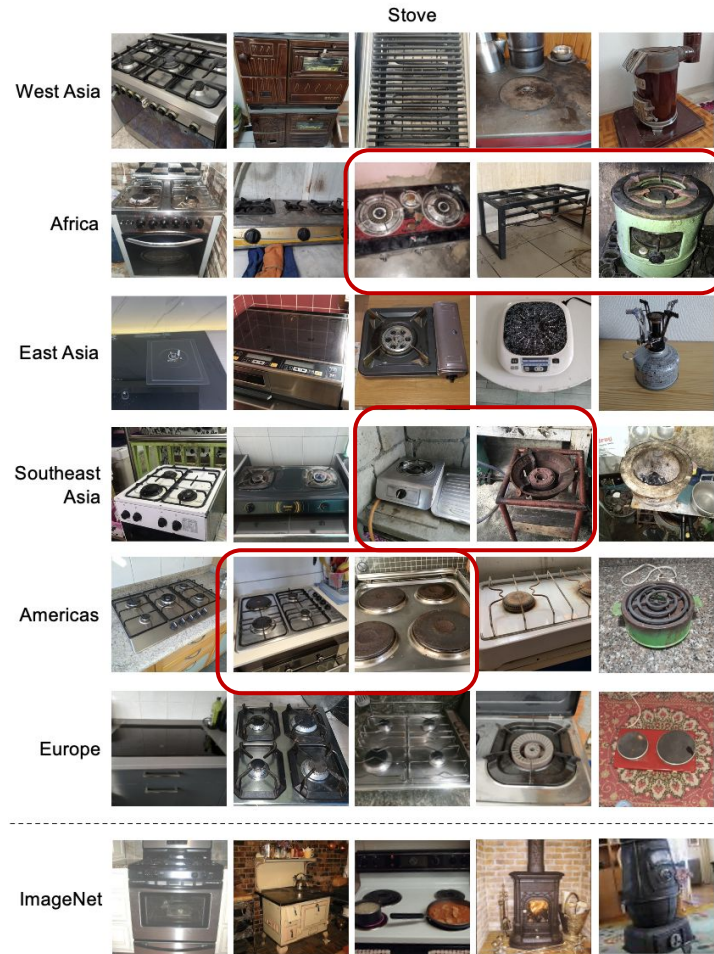 Stove
West Asia
Africa
East Asia
Southeast
Asia
Americas
Europe
ImageNet